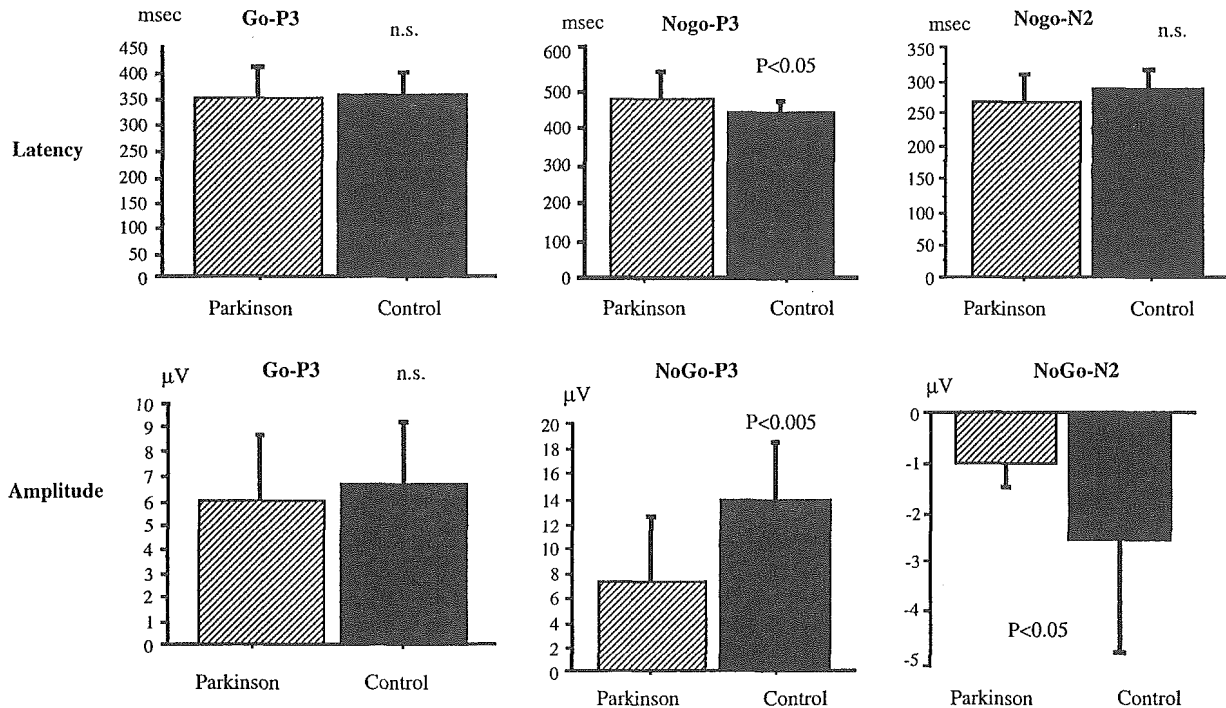 msec
Go-P3
n.s.
450
400
350
300
250
200
150
100
50
0
Latency
Parkinson
Control
msec
Nogo-P3
P<0.05
600
500
400
300
200
100
0
Parkinson
Control
msec
Nogo-N2
n.s.
350
300
250
200
150
100
50
0
Parkinson
Control
μV
Go-P3
n.s.
10
9
8
7
6
5
4
3
2
1
0
Amplitude
Parkinson
Control
μV
NoGo-P3
P<0.005
20
18
16
14
12
10
8
6
4
2
0
Parkinson
Control
μV
NoGo-N2
0
-1
-2
-3
-4
-5
P<0.05
Parkinson
Control